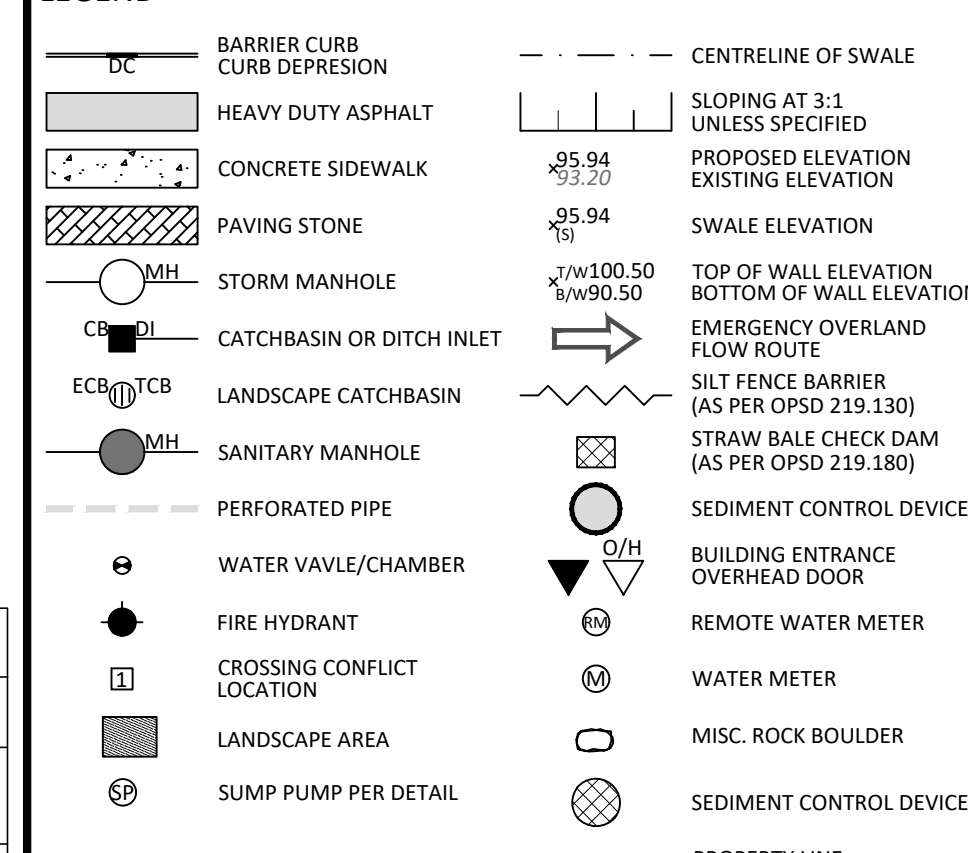 DC
BARRIER CURB
CURB DEPRESION
HEAVY DUTY ASPHALT
CONCRETE SIDEWALK
PAVING STONE
MH
STORM MANHOLE
CB DI
CATCHBASIN OR DITCH INLET
ECB TCB
LANDSCAPE CATCHBASIN
MH
SANITARY MANHOLE
PERFORATED PIPE
WATER VAVLE/CHAMBER
FIRE HYDRANT
1
CROSSING CONFLICT
LOCATION
LANDSCAPE AREA
SP
SUMP PUMP PER DETAIL
CENTRELINE OF SWALE
SLOPING AT 3:1
UNLESS SPECIFIED
×95.94
93.20
PROPOSED ELEVATION
EXISTING ELEVATION
×95.94
(S)
SWALE ELEVATION
×T/W100.50
B/W90.50
TOP OF WALL ELEVATION
BOTTOM OF WALL ELEVATION
EMERGENCY OVERLAND
FLOW ROUTE
SILT FENCE BARRIER
(AS PER OPSD 219.130)
STRAW BALE CHECK DAM
(AS PER OPSD 219.180)
SEDIMENT CONTROL DEVICE
O/H
BUILDING ENTRANCE
OVERHEAD DOOR
RM
REMOTE WATER METER
M
WATER METER
MISC. ROCK BOULDER
SEDIMENT CONTROL DEVICE